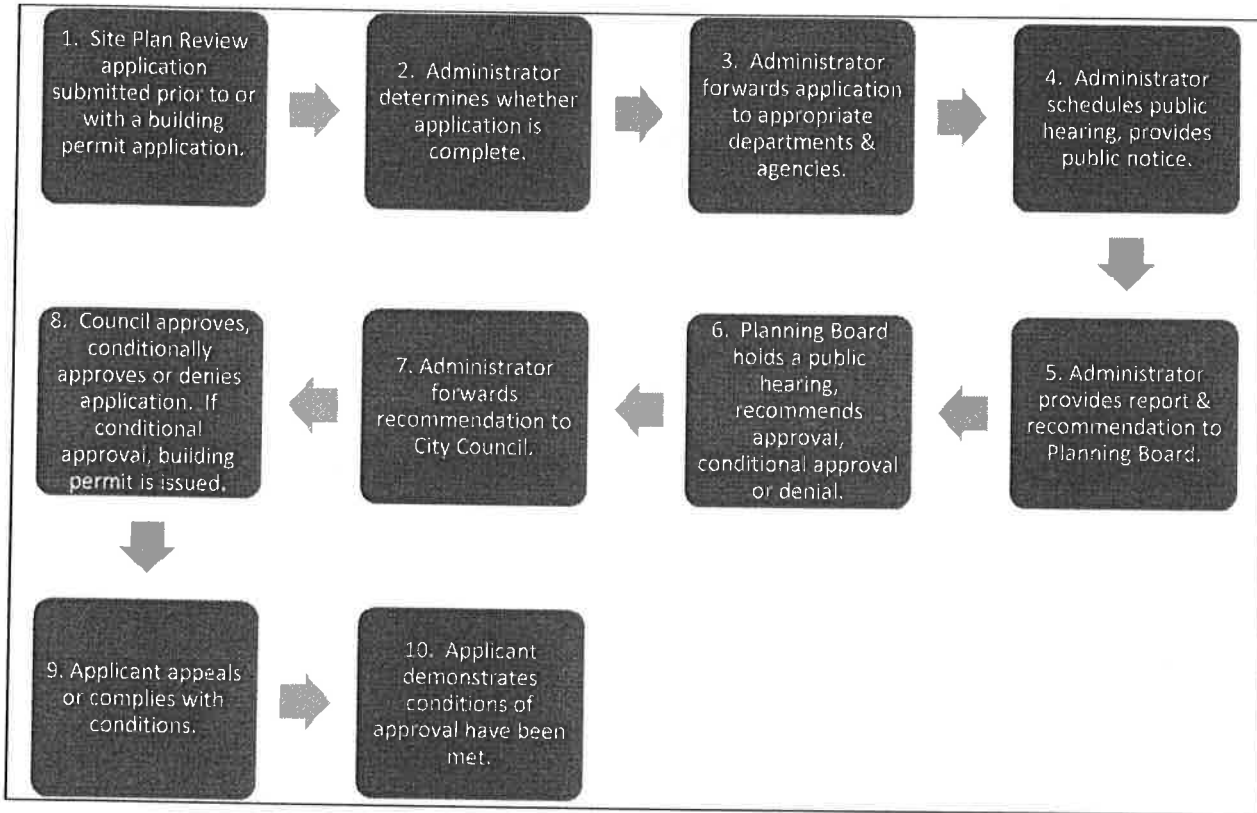 1. Site Plan Review
application
submitted prior to or
with a building
permit application.
2. Administrator
determines whether
application is
complete.
3. Administrator
forwards application
to appropriate
departments &
agencies.
4. Administrator
schedules public
hearing, provides
public notice.
5. Administrator
provides report &
recommendation to
Planning Board.
6. Planning Board
holds a public
hearing,
recommends
approval,
conditional approval
or denial.
7. Administrator
forwards
recommendation to
City Council.
8. Council approves,
conditionally
approves or denies
application. If
conditional
approval, building
permit is issued.
9. Applicant appeals
or complies with
conditions.
10. Applicant
demonstrates
conditions of
approval have been
met.